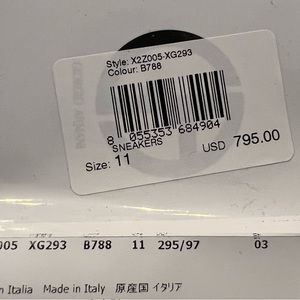 Style: X2Z005-XG293
Colour: B788
8 055353 684904
SNEAKERS
USD 795.00
Size: 11
005 XG293 B788 11 295/97 03
n Italia Made in Italy 原産国 イタリア